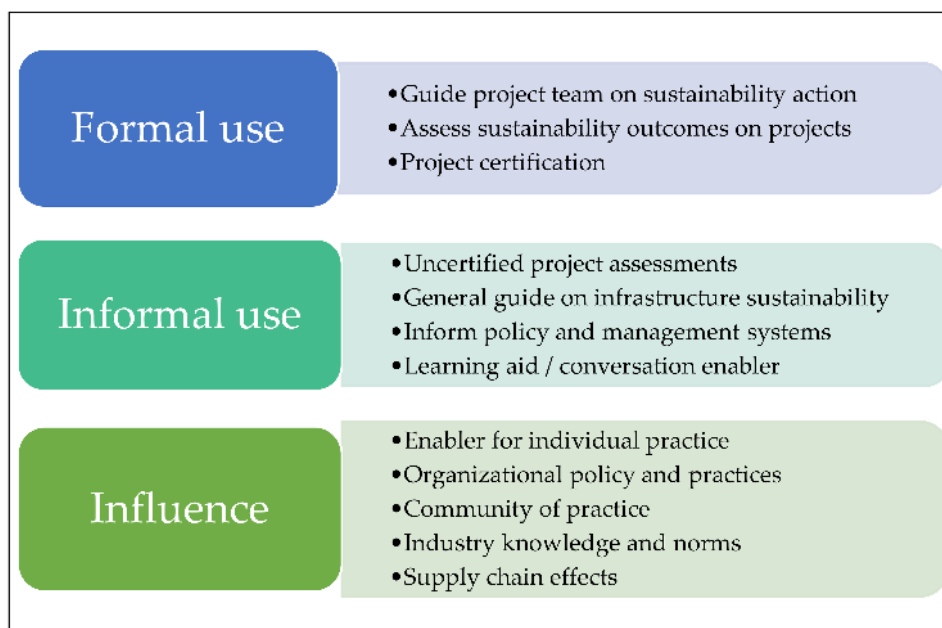 Formal use
•Guide project team on sustainability action
•Assess sustainability outcomes on projects
•Project certification
Informal use
•Uncertified project assessments
•General guide on infrastructure sustainability
•Inform policy and management systems
•Learning aid / conversation enabler
Influence
•Enabler for individual practice
•Organizational policy and practices
•Community of practice
•Industry knowledge and norms
•Supply chain effects